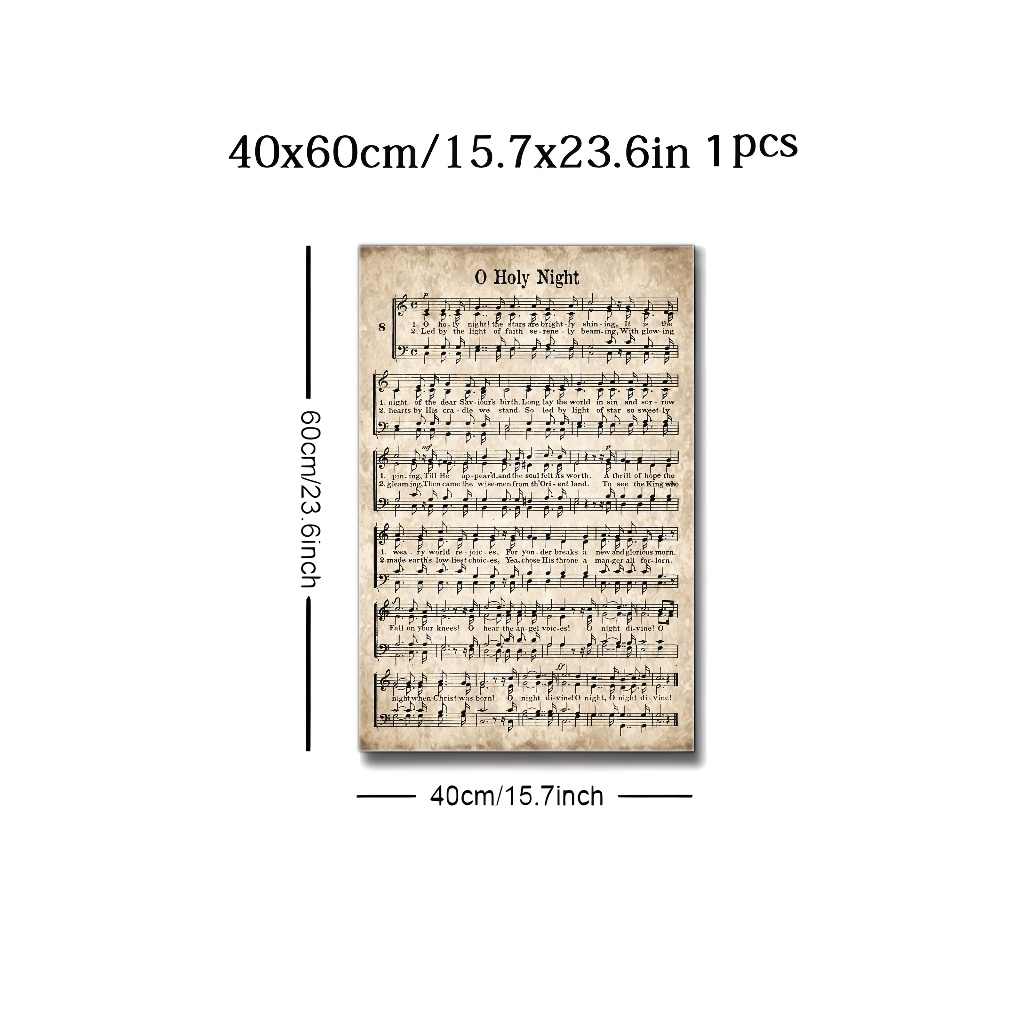 40x60cm/15.7x23.6in 1pcs
O Holy Night
8
1. O ho-ly night! the stars are bright-ly shin-ing, It is the
2. Led by the light of faith se-rene-ly beam-ing, With glow-ing
1. night of the dear Sav-iour's birth. Long lay the world in sin and sor-row
2. hearts by His cra-dle we stand. So led by light of star so sweet-ly
1. pin-ing, Till He ap-pear'd, and the soul felt its worth. A thrill of hope the
2. gleaming, Then came the wise men from th'Ori-ent land. To see the King who
1. wea-ry world re-joic-es, For yon-der breaks a new and glorious morn.
2. made earth's low-liest choic-es, Yea, chose His throne a man-ger all for-lorn.
Fall on your knees! O hear the an-gel voic-es! O night di-vine! O
night when Christ was born! O night di-vine! O night, O night di-vine!
60cm/23.6inch
40cm/15.7inch